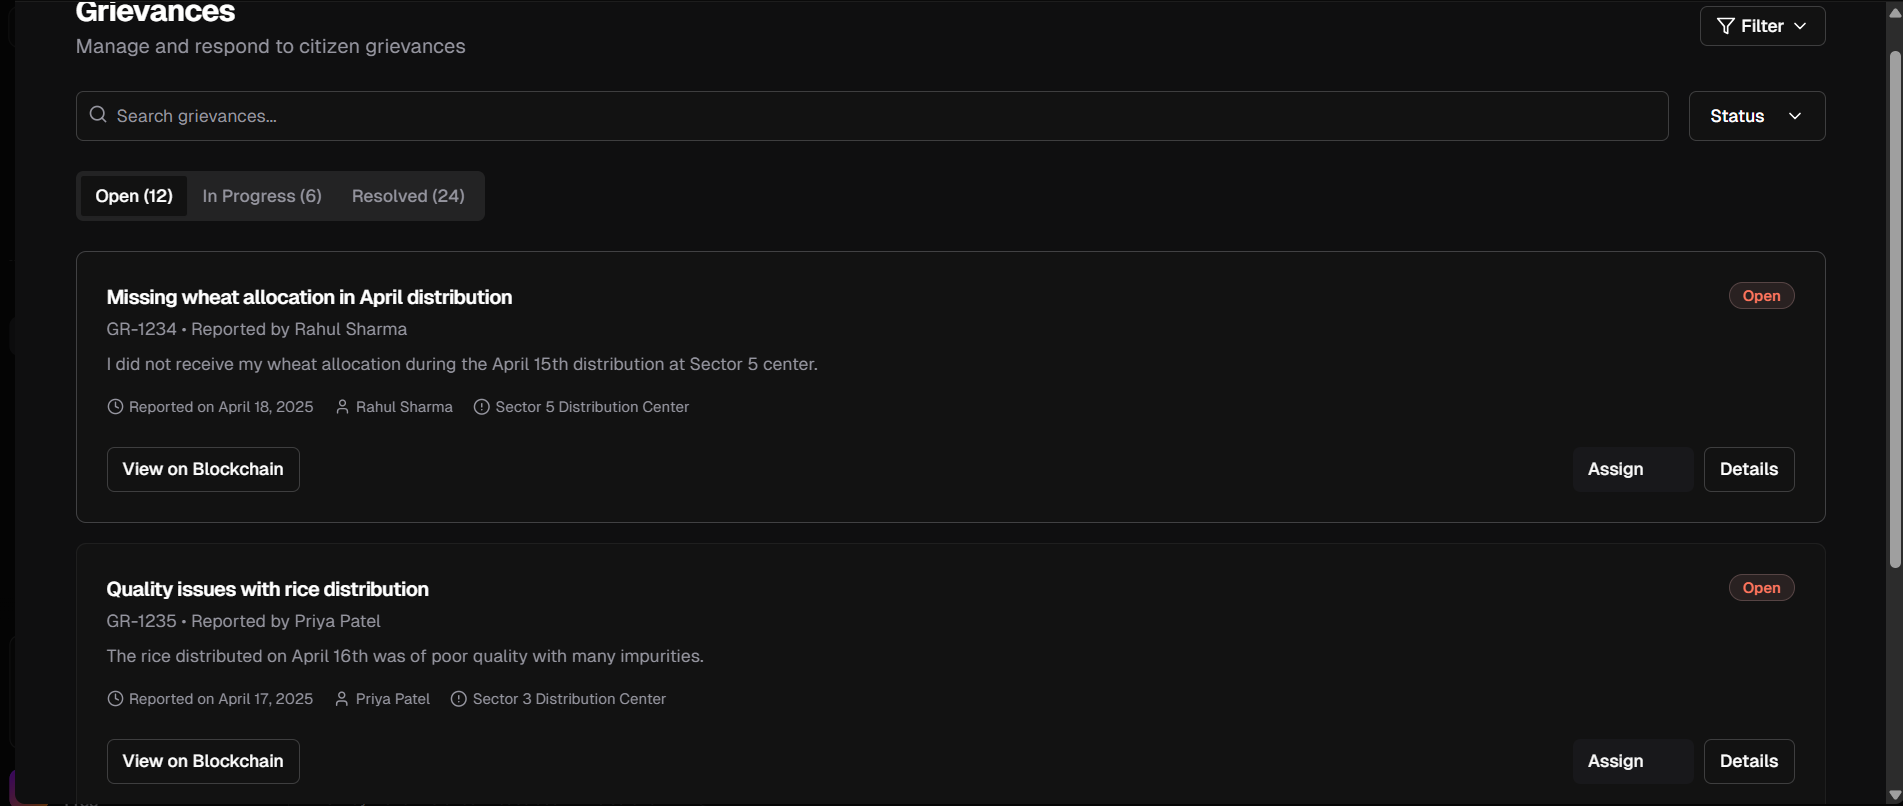 Grievances
Manage and respond to citizen grievances
Filter
Search grievances...
Status
Open (12)
In Progress (6)
Resolved (24)
Missing wheat allocation in April distribution
Open
GR-1234 • Reported by Rahul Sharma
I did not receive my wheat allocation during the April 15th distribution at Sector 5 center.
Reported on April 18, 2025
Rahul Sharma
Sector 5 Distribution Center
View on Blockchain
Assign
Details
Quality issues with rice distribution
Open
GR-1235 • Reported by Priya Patel
The rice distributed on April 16th was of poor quality with many impurities.
Reported on April 17, 2025
Priya Patel
Sector 3 Distribution Center
View on Blockchain
Assign
Details